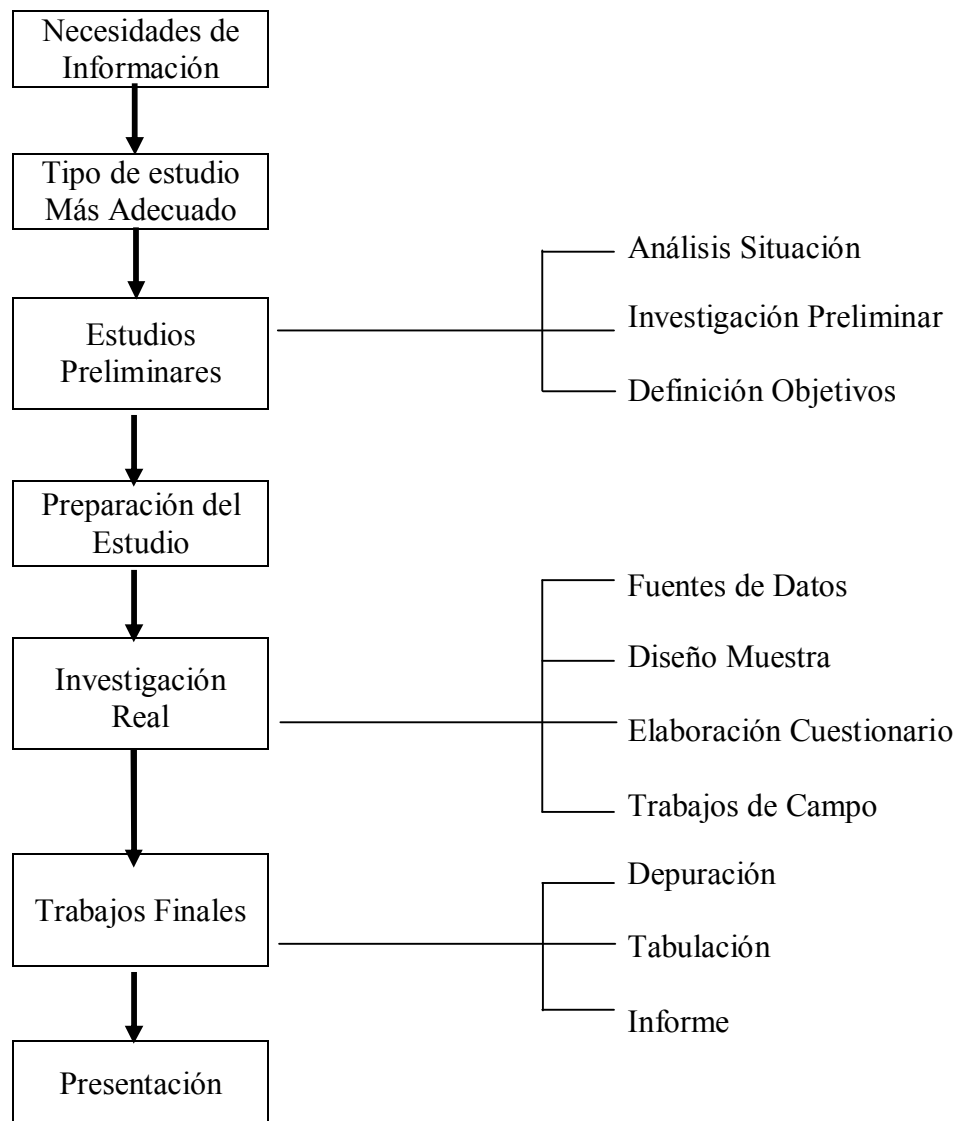 Necesidades de
Información
Tipo de estudio
Más Adecuado
Estudios
Preliminares
Análisis Situación
Investigación Preliminar
Definición Objetivos
Preparación del
Estudio
Investigación
Real
Fuentes de Datos
Diseño Muestra
Elaboración Cuestionario
Trabajos de Campo
Trabajos Finales
Depuración
Tabulación
Informe
Presentación